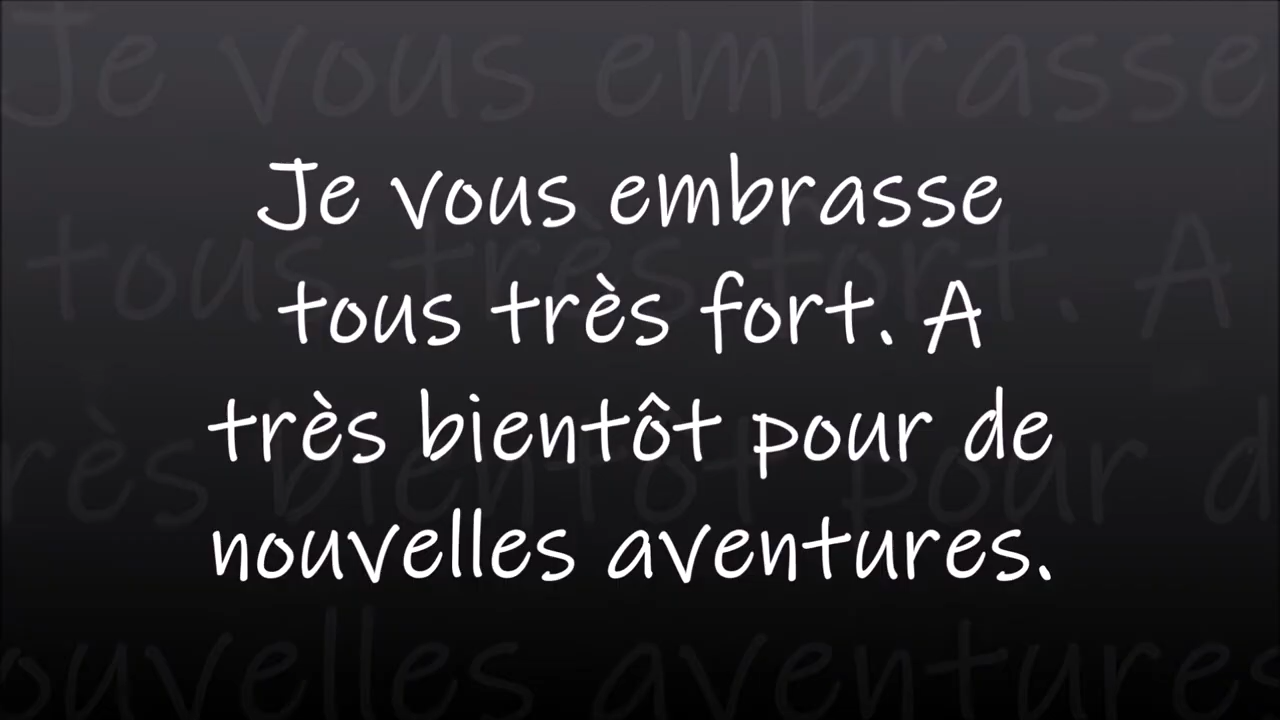 Je vous embrasse
tous très fort. A
très bientôt pour de
nouvelles aventures.